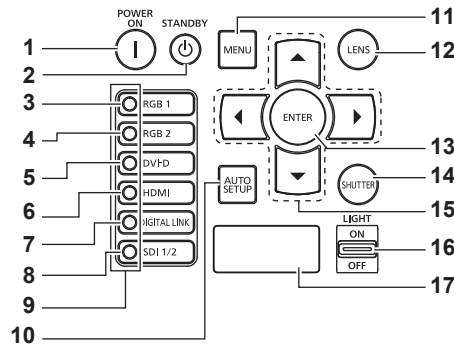 POWER
ON
STANDBY
1
2
3
4
5
6
7
8
9
10
RGB 1
RGB 2
DVI-D
HDMI
DIGITAL LINK
SDI 1/2
MENU
LENS
ENTER
AUTO
SETUP
SHUTTER
LIGHT
ON
OFF
11
12
13
14
15
16
17